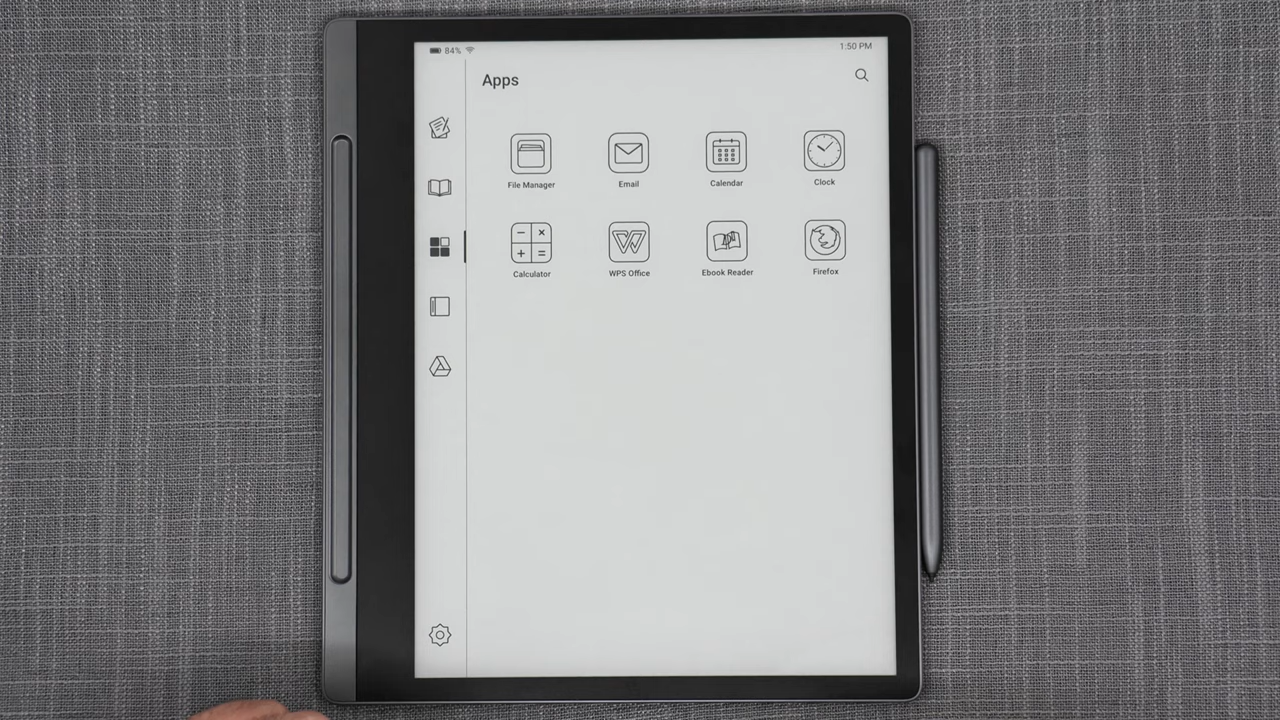 84%
1:50 PM
Apps
File Manager
Email
Calendar
Clock
Calculator
WPS Office
Ebook Reader
Firefox